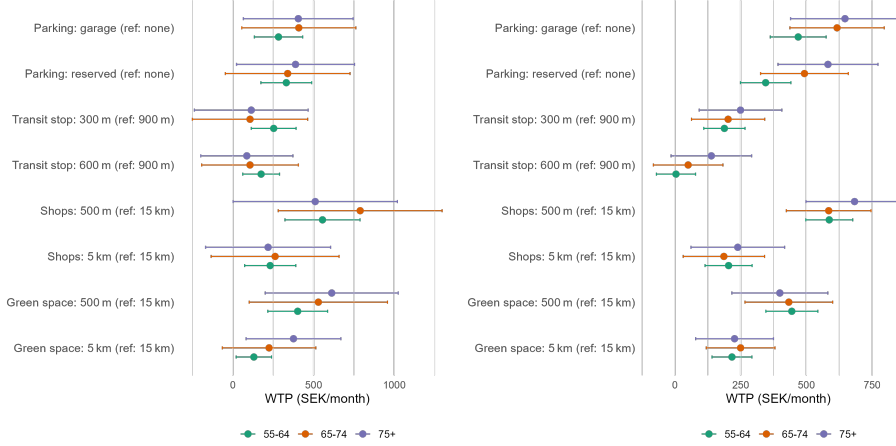 Parking: garage (ref: none)
Parking: reserved (ref: none)
Transit stop: 300 m (ref: 900 m)
Transit stop: 600 m (ref: 900 m)
Shops: 500 m (ref: 15 km)
Shops: 5 km (ref: 15 km)
Green space: 500 m (ref: 15 km)
Green space: 5 km (ref: 15 km)
0 500 1000
WTP (SEK/month)
55-64 65-74 75+
Parking: garage (ref: none)
Parking: reserved (ref: none)
Transit stop: 300 m (ref: 900 m)
Transit stop: 600 m (ref: 900 m)
Shops: 500 m (ref: 15 km)
Shops: 5 km (ref: 15 km)
Green space: 500 m (ref: 15 km)
Green space: 5 km (ref: 15 km)
0 250 500 750
WTP (SEK/month)
55-64 65-74 75+